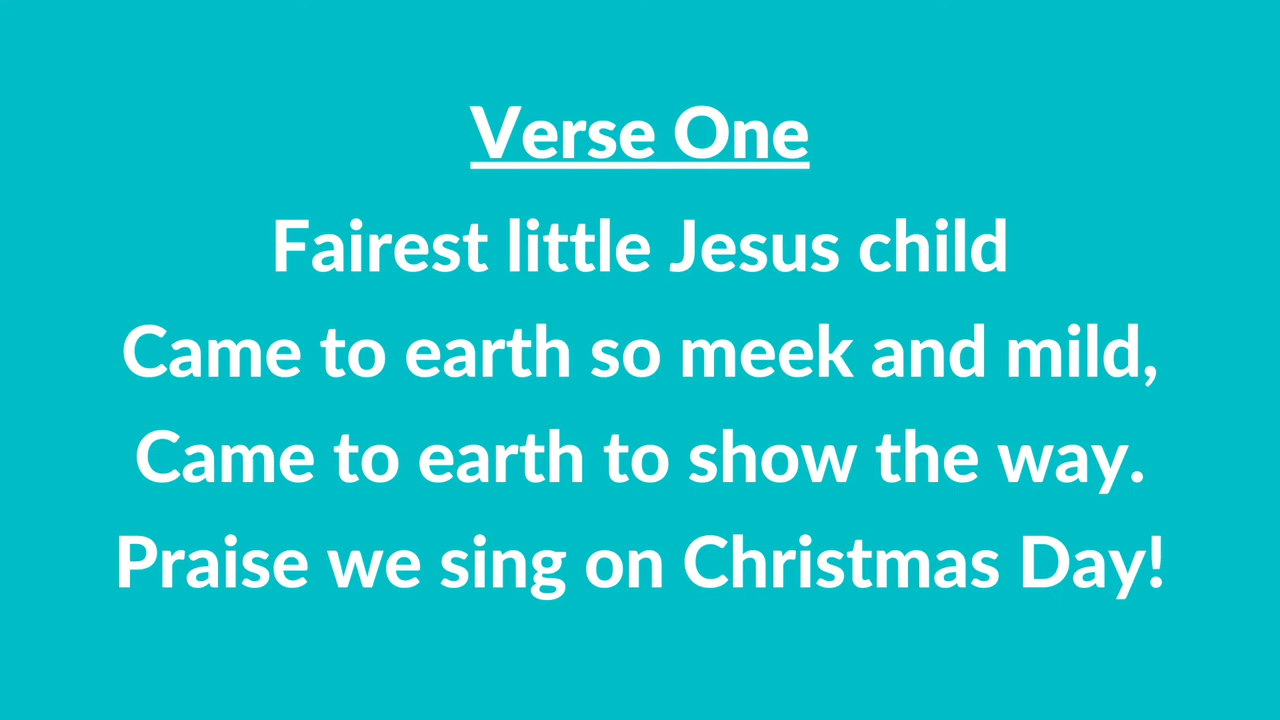 Verse One
Fairest little Jesus child
Came to earth so meek and mild,
Came to earth to show the way.
Praise we sing on Christmas Day!